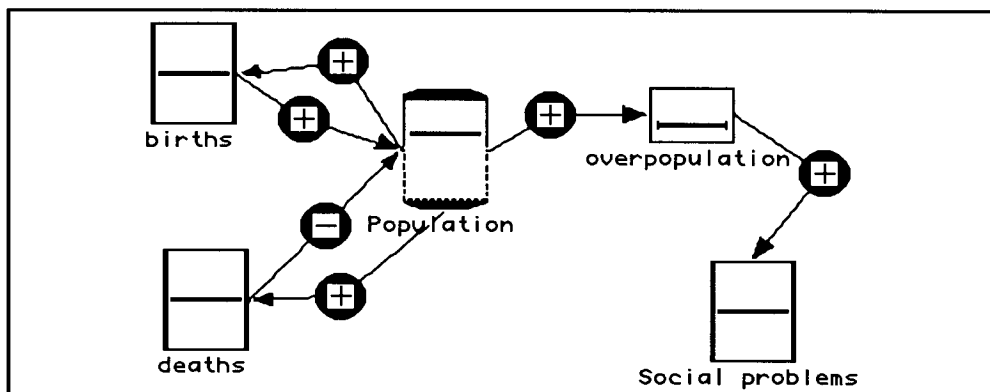 +
+
+
births
overpopulation
+
Population
-
+
deaths
Social problems